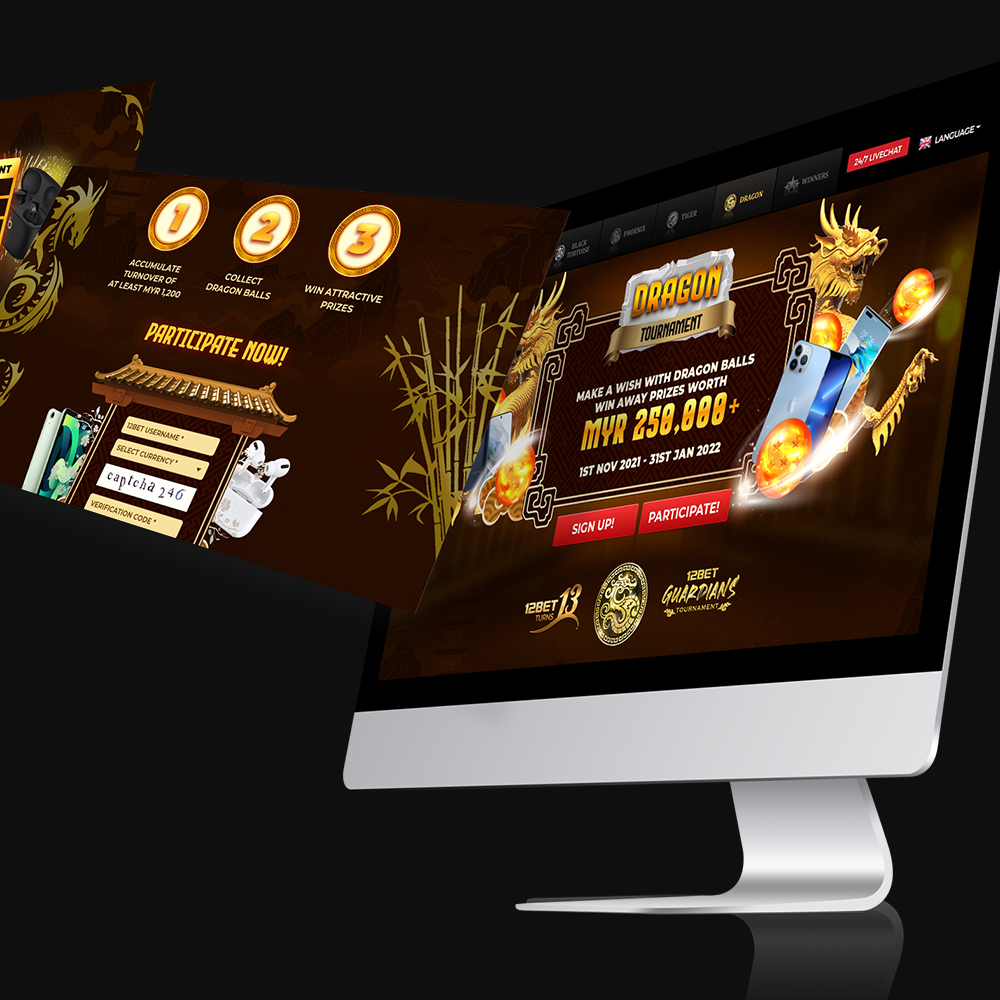 NT
1
2
3
ACCUMULATE
TURNOVER OF
AT LEAST MYR 1,200
COLLECT
DRAGON BALLS
WIN ATTRACTIVE
PRIZES
PARTICIPATE NOW!
12BET USERNAME *
SELECT CURRENCY *
captcha 246
VERIFICATION CODE *
24/7 LIVECHAT
LANGUAGE
BLACK
TORTOISE
PHOENIX
TIGER
DRAGON
WINNERS
DRAGON
TOURNAMENT
MAKE A WISH WITH DRAGON BALLS
WIN AWAY PRIZES WORTH
MYR 250,000+
1ST NOV 2021 - 31ST JAN 2022
SIGN UP!
PARTICIPATE!
12BET 13
TURNS
12BET
GUARDIANS
TOURNAMENT